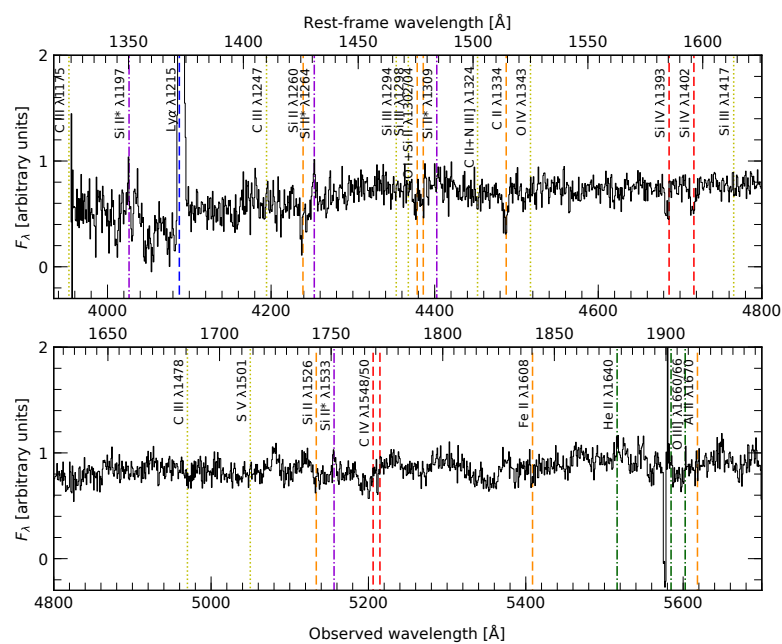 Rest-frame wavelength [Å]
1350 1400 1450 1500 1550 1600
2
1
0
F_λ [arbitrary units]
C III λ1175
Si II* λ1197
Lyα λ1215
C III λ1247
Si II λ1260
Si II* λ1264
Si III λ1294
Si III λ1298
O I+Si II λ1302/04
Si II* λ1309
C II+N III] λ1324
C II λ1334
O IV λ1343
Si IV λ1393
Si IV λ1402
Si III λ1417
4000 4200 4400 4600 4800
1650 1700 1750 1800 1850 1900
2
1
0
F_λ [arbitrary units]
C III λ1478
S V λ1501
Si II λ1526
Si II* λ1533
C IV λ1548/50
Fe II λ1608
He II λ1640
O III] λ1660/66
Al II λ1670
4800 5000 5200 5400 5600
Observed wavelength [Å]